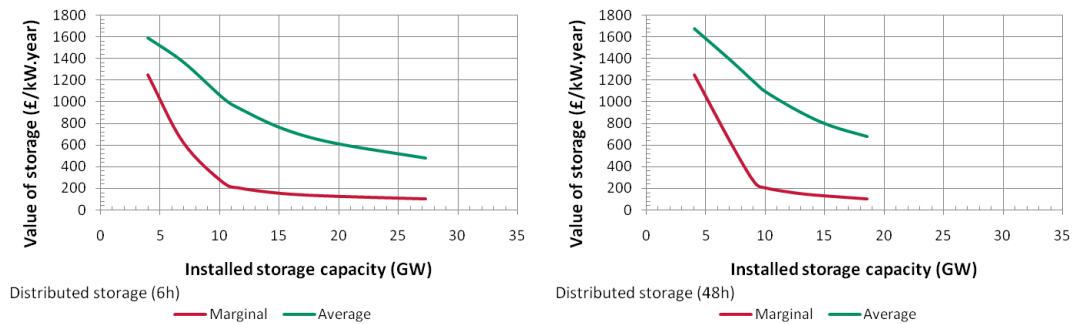 Value of storage (£/kW.year)
1800
1600
1400
1200
1000
800
600
400
200
0
0 5 10 15 20 25 30 35
Installed storage capacity (GW)
Distributed storage (6h)
Marginal Average
Value of storage (£/kW.year)
1800
1600
1400
1200
1000
800
600
400
200
0
0 5 10 15 20 25 30 35
Installed storage capacity (GW)
Distributed storage (48h)
Marginal Average